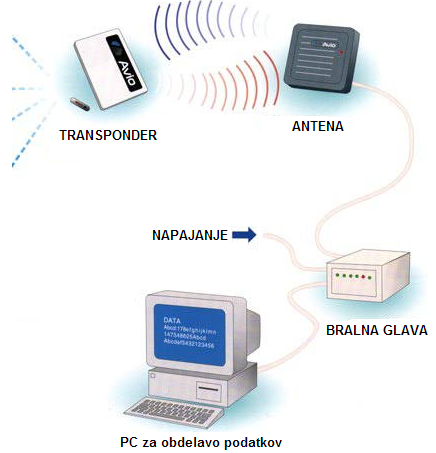 Avio
Avio
TRANSPONDER
ANTENA
NAPAJANJE
BRALNA GLAVA
DATA
PC za obdelavo podatkov